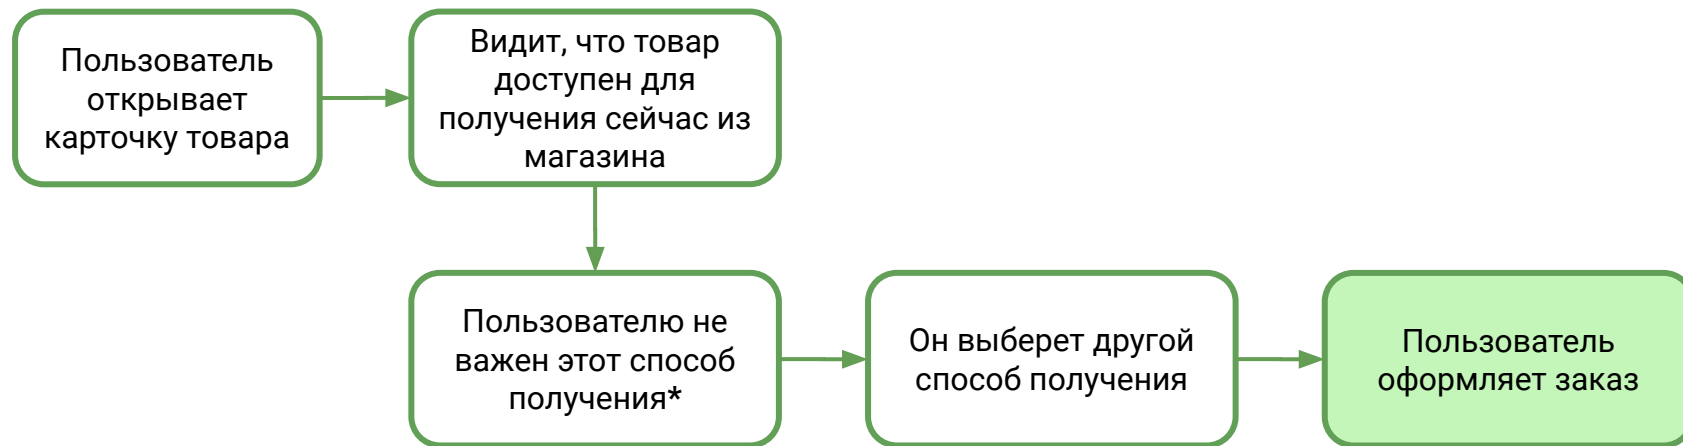 Пользователь
открывает
карточку товара
Видит, что товар
доступен для
получения сейчас из
магазина
Пользователю не
важен этот способ
получения*
Он выберет другой
способ получения
Пользователь
оформляет заказ